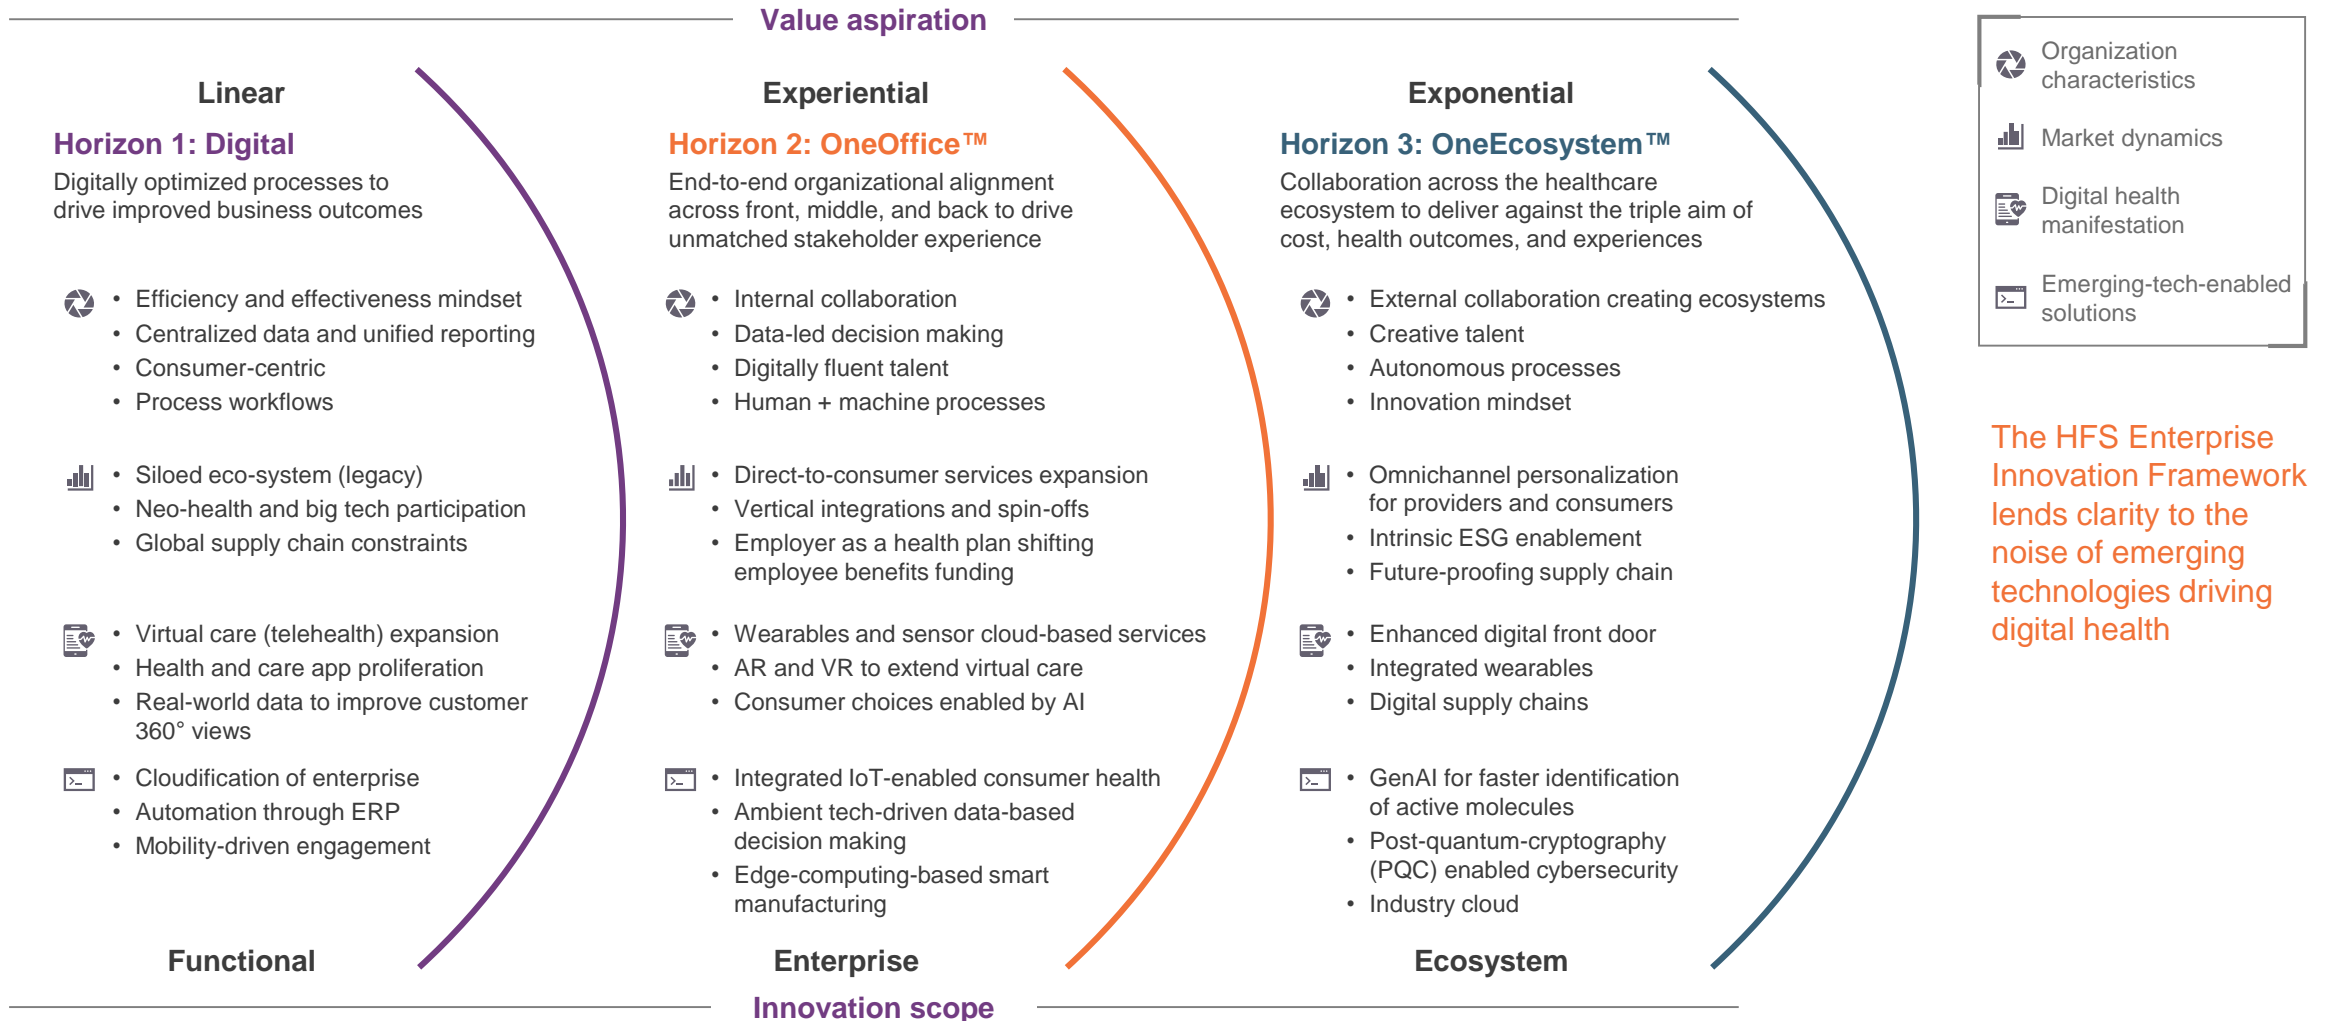 Value aspiration
Linear
Horizon 1: Digital
Digitally optimized processes to
drive improved business outcomes
• Efficiency and effectiveness mindset
• Centralized data and unified reporting
• Consumer-centric
• Process workflows
• Siloed eco-system (legacy)
• Neo-health and big tech participation
• Global supply chain constraints
• Virtual care (telehealth) expansion
• Health and care app proliferation
• Real-world data to improve customer
360° views
• Cloudification of enterprise
• Automation through ERP
• Mobility-driven engagement
Functional
Experiential
Horizon 2: OneOffice™
End-to-end organizational alignment
across front, middle, and back to drive
unmatched stakeholder experience
• Internal collaboration
• Data-led decision making
• Digitally fluent talent
• Human + machine processes
• Direct-to-consumer services expansion
• Vertical integrations and spin-offs
• Employer as a health plan shifting
employee benefits funding
• Wearables and sensor cloud-based services
• AR and VR to extend virtual care
• Consumer choices enabled by AI
• Integrated IoT-enabled consumer health
• Ambient tech-driven data-based
decision making
• Edge-computing-based smart
manufacturing
Enterprise
Exponential
Horizon 3: OneEcosystem™
Collaboration across the healthcare
ecosystem to deliver against the triple aim of
cost, health outcomes, and experiences
• External collaboration creating ecosystems
• Creative talent
• Autonomous processes
• Innovation mindset
• Omnichannel personalization
for providers and consumers
• Intrinsic ESG enablement
• Future-proofing supply chain
• Enhanced digital front door
• Integrated wearables
• Digital supply chains
• GenAI for faster identification
of active molecules
• Post-quantum-cryptography
(PQC) enabled cybersecurity
• Industry cloud
Ecosystem
Innovation scope
Organization
characteristics
Market dynamics
Digital health
manifestation
Emerging-tech-enabled
solutions
The HFS Enterprise
Innovation Framework
lends clarity to the
noise of emerging
technologies driving
digital health